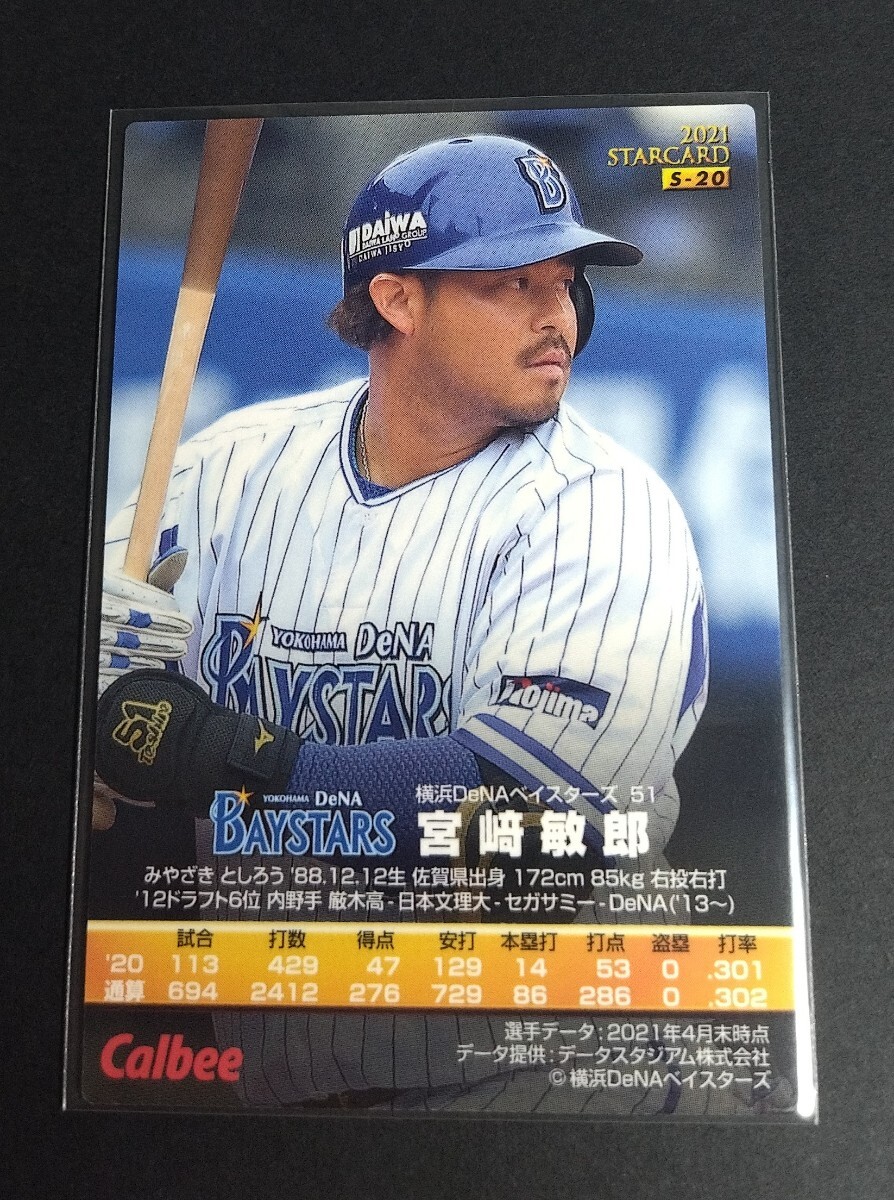 2021
STARCARD
S-20
DAIWA
DAIWA LAND GROUP
DAIWA JISYO
YOKOHAMA DeNA
BAYSTARS
nojima
51
Toshiro
YOKOHAMA DeNA
BAYSTARS
横浜DeNAベイスターズ 51
宮﨑敏郎
みやざき としろう '88.12.12生 佐賀県出身 172cm 85kg 右投右打
'12ドラフト6位 内野手 厳木高-日本文理大-セガサミー-DeNA('13〜)
試合 打数 得点 安打 本塁打 打点 盗塁 打率
'20 113 429 47 129 14 53 0 .301
通算 694 2412 276 729 86 286 0 .302
Calbee
選手データ:2021年4月末時点
データ提供:データスタジアム株式会社
©横浜DeNAベイスターズ